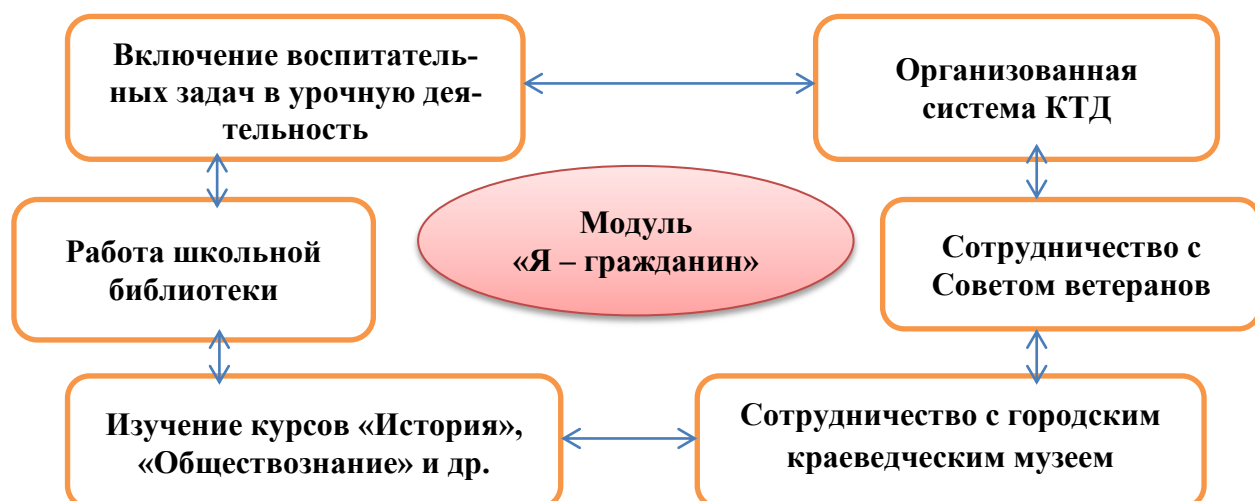 Включение воспитатель-
ных задач в урочную дея-
тельность
Организованная
система КТД
Модуль
«Я – гражданин»
Работа школьной
библиотеки
Сотрудничество с
Советом ветеранов
Изучение курсов «История»,
«Обществознание» и др.
Сотрудничество с городским
краеведческим музеем